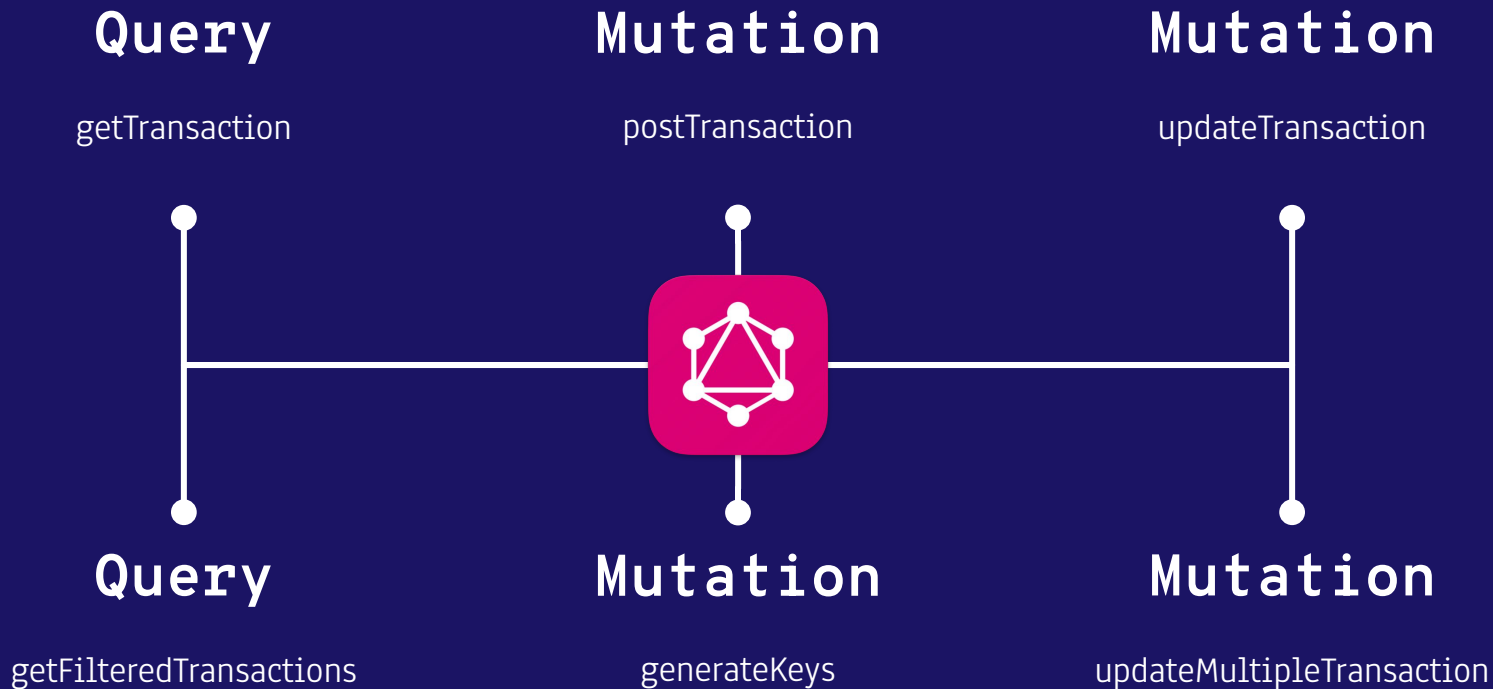 Query
Mutation
Mutation
getTransaction
postTransaction
updateTransaction
Query
Mutation
Mutation
getFilteredTransactions
generateKeys
updateMultipleTransaction